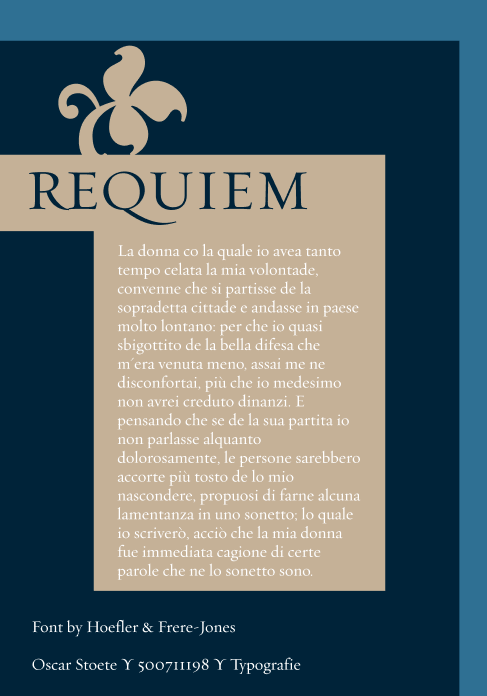 REQUIEM
La donna co la quale io avea tanto
tempo celata la mia volontade,
convenne che si partisse de la
sopradetta cittade e andasse in paese
molto lontano: per che io quasi
sbigottito de la bella difesa che
m´era venuta meno, assai me ne
disconfortai, più che io medesimo
non avrei creduto dinanzi. E
pensando che se de la sua partita io
non parlasse alquanto
dolorosamente, le persone sarebbero
accorte più tosto de lo mio
nascondere, propuosi di farne alcuna
lamentanza in uno sonetto; lo quale
io scriverò, acciò che la mia donna
fue immediata cagione di certe
parole che ne lo sonetto sono.
Font by Hoefler & Frere-Jones
Oscar Stoete Y 500711198 Y Typografie